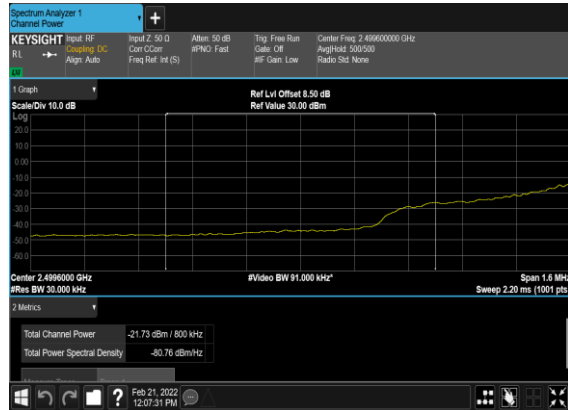 Spectrum Analyzer 1
Channel Power
KEYSIGHT
RL
Input: RF
Coupling: DC
Align: Auto
Input Z: 50 Ω
Corr CCorr
Freq Ref: Int (S)
Atten: 50 dB
#PNO: Fast
Trig: Free Run
Gate: Off
#IF Gain: Low
Center Freq: 2.499600000 GHz
Avg|Hold: 500/500
Radio Std: None
1 Graph
Scale/Div 10.0 dB
Ref Lvl Offset 8.50 dB
Ref Value 30.00 dBm
Log
20.0
10.0
0.00
-10.0
-20.0
-30.0
-40.0
-50.0
-60.0
Center 2.4996000 GHz
#Res BW 30.000 kHz
#Video BW 91.000 kHz*
Span 1.6 MHz
Sweep 2.20 ms (1001 pts
2 Metrics
Total Channel Power -21.73 dBm / 800 kHz
Total Power Spectral Density -80.76 dBm/Hz
?
Feb 21, 2022
12:07:31 PM